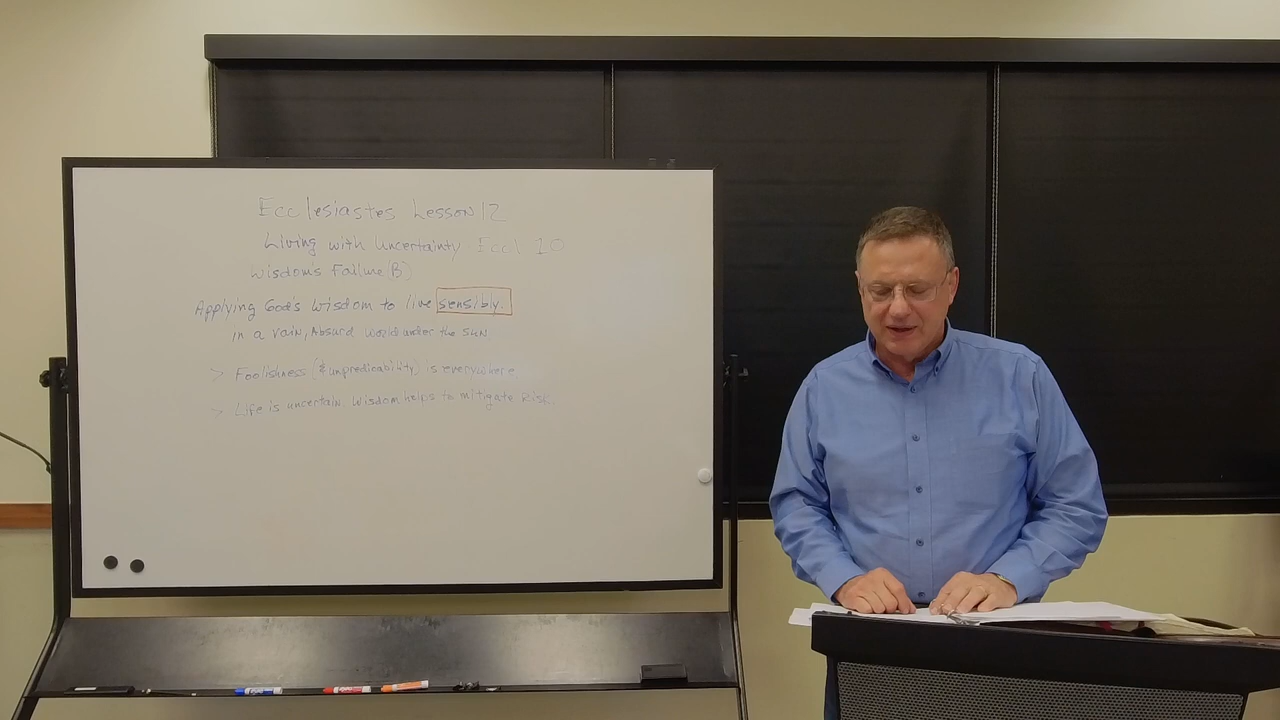 Ecclesiastes Lesson 12
Living with Uncertainty Eccl 10
Wisdom's Failure (B)
Applying God's Wisdom to live sensibly.
in a vain, Absurd World under the SUN
> Foolishness (& unpredicability) is everywhere.
> Life is uncertain. Wisdom helps to mitigate Risk.